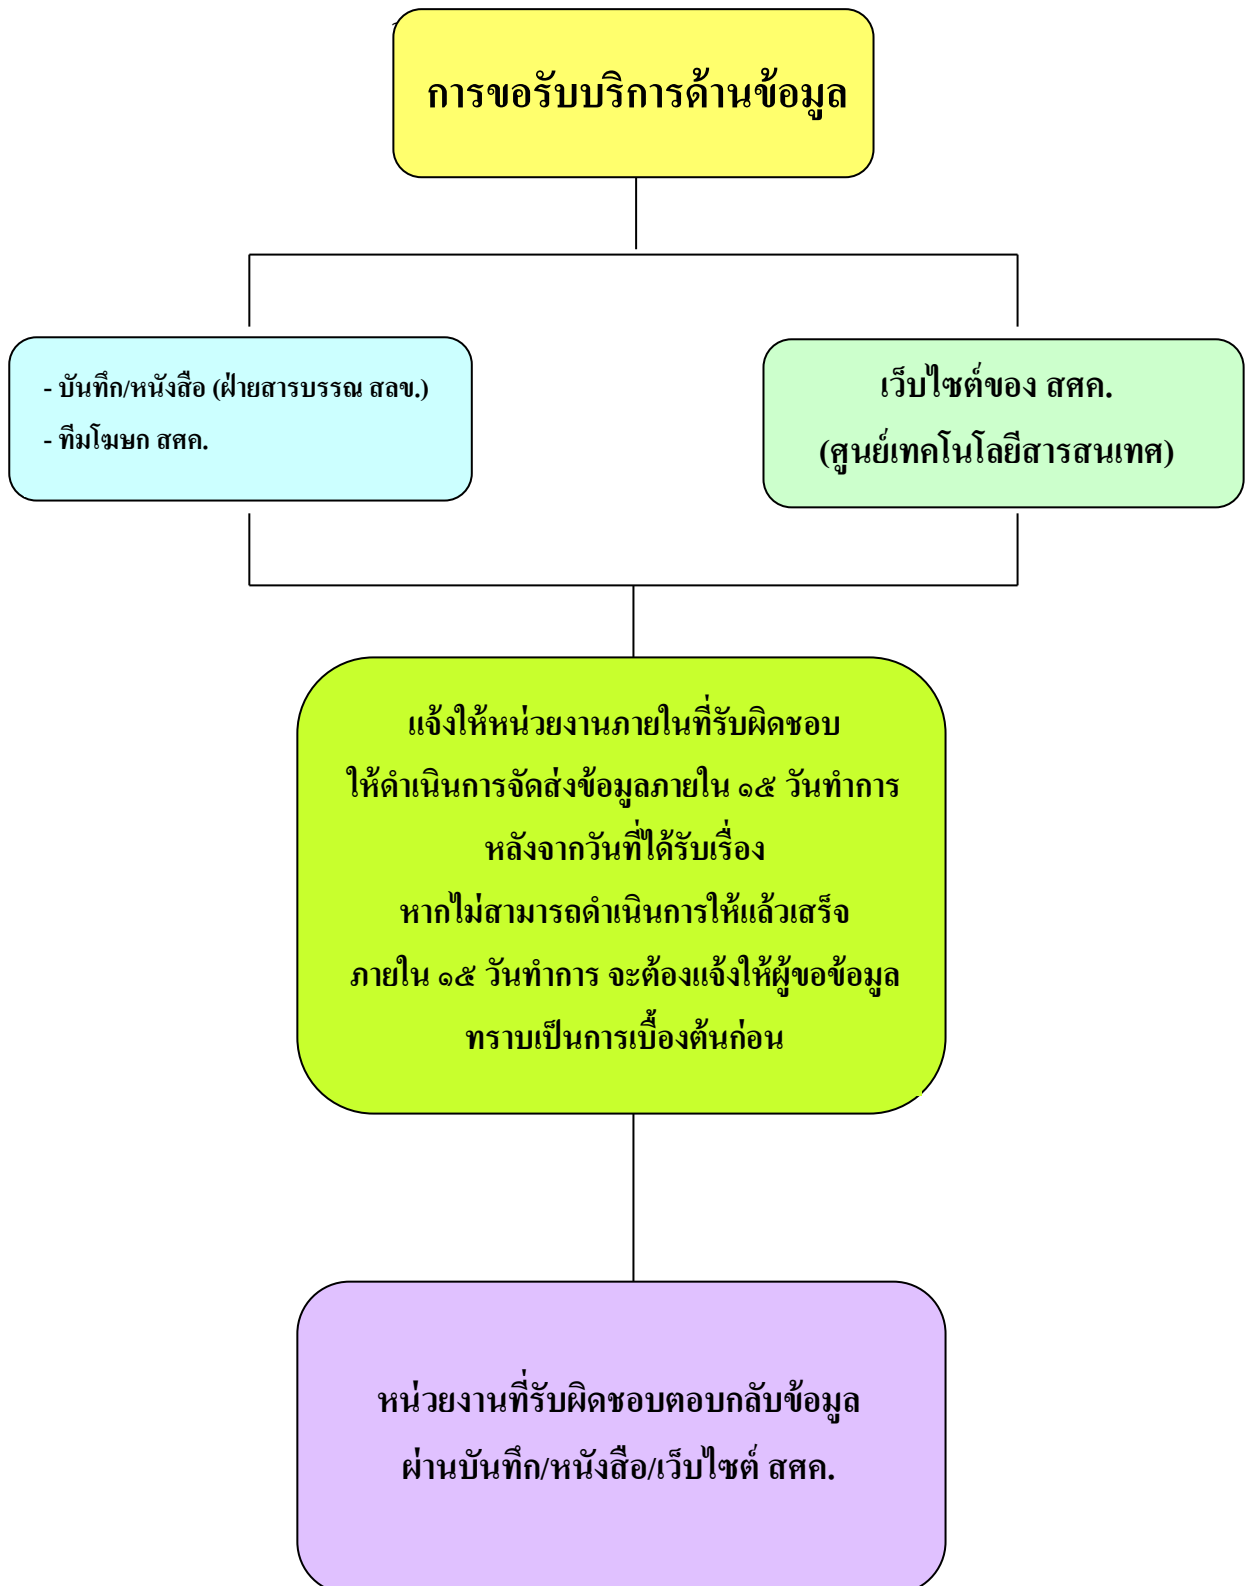 การขอรับบริการด้านข้อมูล
- บันทึก/หนังสือ (ฝ่ายสารบรรณ สลข.)
- ทีมโฆษก สศค.
เว็บไซต์ของ สศค.
(ศูนย์เทคโนโลยีสารสนเทศ)
แจ้งให้หน่วยงานภายในที่รับผิดชอบ
ให้ดำเนินการจัดส่งข้อมูลภายใน ๑๕ วันทำการ
หลังจากวันที่ได้รับเรื่อง
หากไม่สามารถดำเนินการให้แล้วเสร็จ
ภายใน ๑๕ วันทำการ จะต้องแจ้งให้ผู้ขอข้อมูล
ทราบเป็นการเบื้องต้นก่อน
หน่วยงานที่รับผิดชอบตอบกลับข้อมูล
ผ่านบันทึก/หนังสือ/เว็บไซต์ สศค.